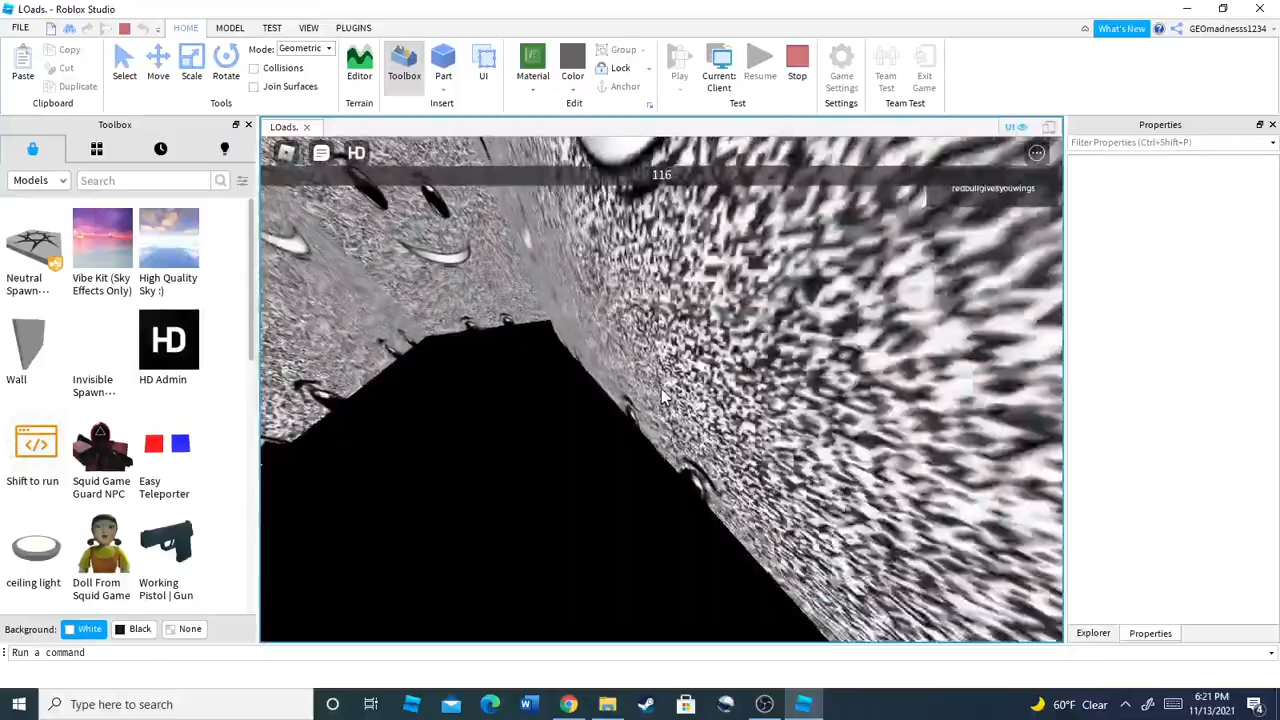 LOads. - Roblox Studio
FILE HOME MODEL TEST VIEW PLUGINS What's New GEOmadnesss1234
Paste Copy Cut Duplicate Clipboard
Select Move Scale Rotate Mode: Geometric Collisions Join Surfaces Tools
Editor Terrain
Toolbox Part UI Insert
Material Color Group Lock Anchor Edit
Play Current: Client Resume Stop Test
Game Settings Settings
Team Test Exit Game Team Test
Toolbox
Models Search
Neutral Spawn...
Vibe Kit (Sky Effects Only)
High Quality Sky :)
Wall
Invisible Spawn...
HD
HD Admin
Shift to run
Squid Game Guard NPC
Easy Teleporter
ceiling light
Doll From Squid Game
Working Pistol | Gun
Background: White Black None
LOads.
UI
HD
116
redbullgivesyouwings
Properties
Filter Properties (Ctrl+Shift+P)
Explorer Properties
Run a command
Type here to search
60°F Clear
6:21 PM
11/13/2021
4